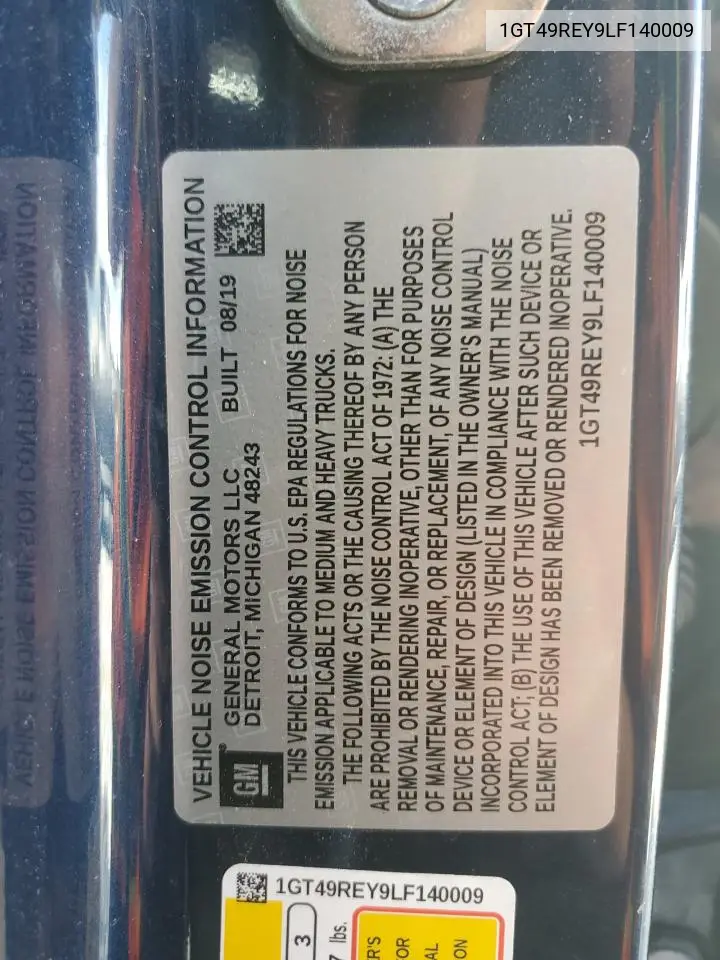 1GT49REY9LF140009
VEHICLE NOISE EMISSION CONTROL INFORMATION
GM
GENERAL MOTORS LLC
DETROIT, MICHIGAN 48243
BUILT 08/19
THIS VEHICLE CONFORMS TO U.S. EPA REGULATIONS FOR NOISE
EMISSION APPLICABLE TO MEDIUM AND HEAVY TRUCKS.
THE FOLLOWING ACTS OR THE CAUSING THEREOF BY ANY PERSON
ARE PROHIBITED BY THE NOISE CONTROL ACT OF 1972: (A) THE
REMOVAL OR RENDERING INOPERATIVE, OTHER THAN FOR PURPOSES
OF MAINTENANCE, REPAIR, OR REPLACEMENT, OF ANY NOISE CONTROL
DEVICE OR ELEMENT OF DESIGN (LISTED IN THE OWNER'S MANUAL)
INCORPORATED INTO THIS VEHICLE IN COMPLIANCE WITH THE NOISE
CONTROL ACT; (B) THE USE OF THIS VEHICLE AFTER SUCH DEVICE OR
ELEMENT OF DESIGN HAS BEEN REMOVED OR RENDERED INOPERATIVE.
1GT49REY9LF140009
1GT49REY9LF140009
3
7 lbs.
ER'S
OR
AL
ON